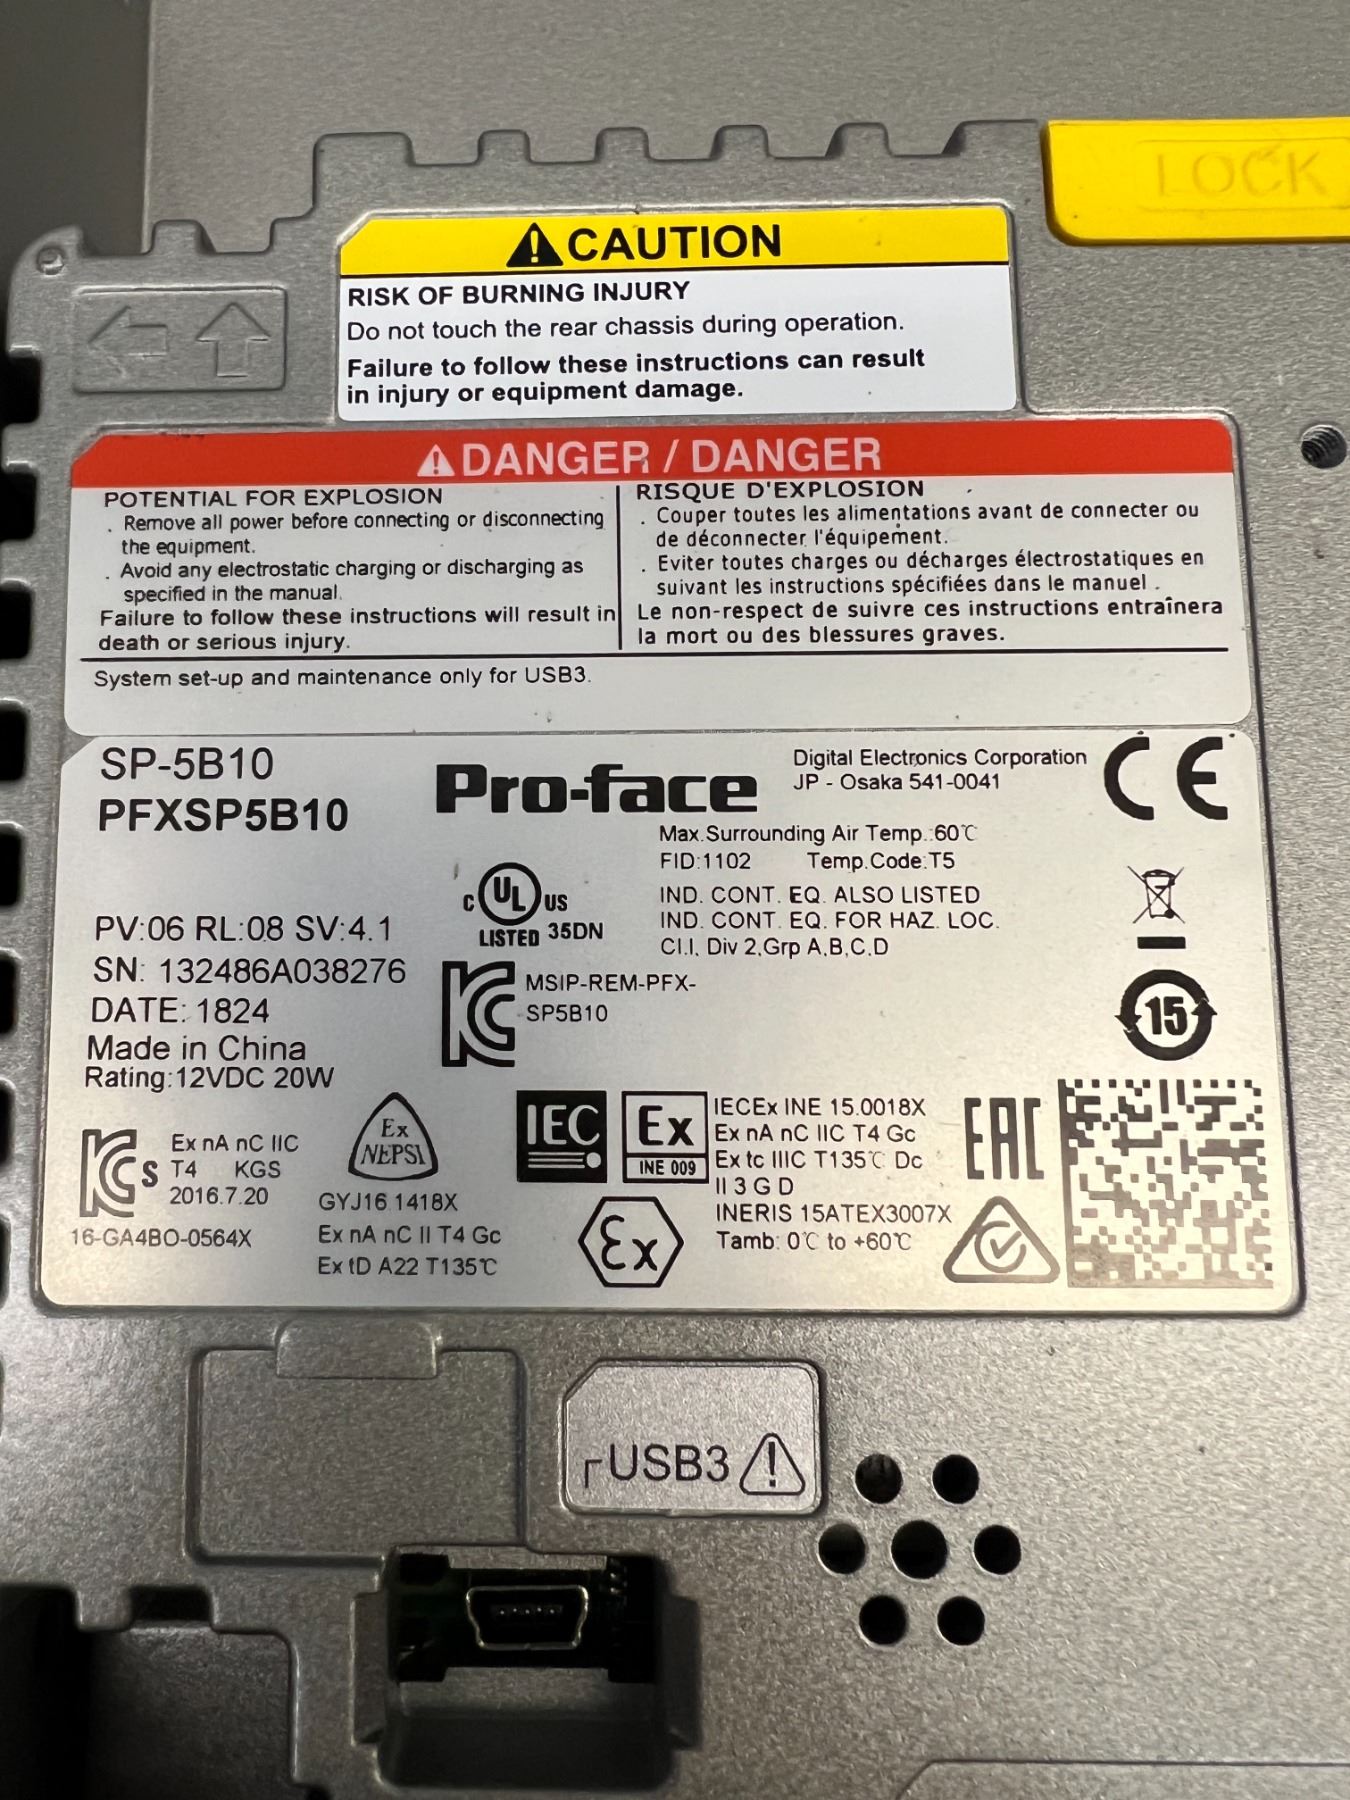 LOCK
CAUTION
RISK OF BURNING INJURY
Do not touch the rear chassis during operation.
Failure to follow these instructions can result
in injury or equipment damage.
DANGER / DANGER
POTENTIAL FOR EXPLOSION
. Remove all power before connecting or disconnecting
the equipment.
. Avoid any electrostatic charging or discharging as
specified in the manual.
Failure to follow these instructions will result in
death or serious injury.
RISQUE D'EXPLOSION
. Couper toutes les alimentations avant de connecter ou
de déconnecter l'équipement.
. Eviter toutes charges ou décharges électrostatiques en
suivant les instructions spécifiées dans le manuel .
Le non-respect de suivre ces instructions entraînera
la mort ou des blessures graves.
System set-up and maintenance only for USB3.
SP-5B10
PFXSP5B10
Pro-face
Digital Electronics Corporation
JP - Osaka 541-0041
CE
Max.Surrounding Air Temp.:60℃
FID:1102 Temp.Code:T5
IND. CONT. EQ. ALSO LISTED
IND. CONT. EQ. FOR HAZ. LOC.
Cl.I, Div 2,Grp A,B,C,D
C UL US
LISTED 35DN
PV:06 RL:08 SV:4.1
SN: 132486A038276
DATE: 1824
Made in China
Rating:12VDC 20W
KC
MSIP-REM-PFX-
SP5B10
15
KCs
Ex nA nC IIC
T4 KGS
2016.7.20
16-GA4BO-0564X
Ex
NEPSI
GYJ16.1418X
Ex nA nC II T4 Gc
Ex tD A22 T135℃
IEC
Ex
INE 009
IECEx INE 15.0018X
Ex nA nC IIC T4 Gc
Ex tc IIIC T135℃ Dc
II 3 G D
INERIS 15ATEX3007X
Tamb: 0℃ to +60℃
Ex
EAC
USB3